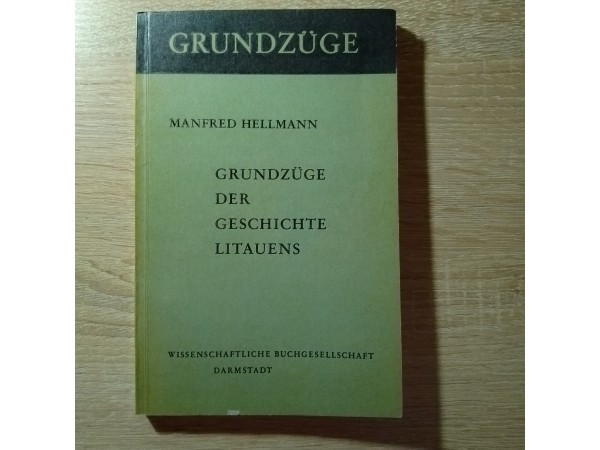 GRUNDZÜGE
MANFRED HELLMANN
GRUNDZÜGE
DER
GESCHICHTE
LITAUENS
WISSENSCHAFTLICHE BUCHGESELLSCHAFT
DARMSTADT